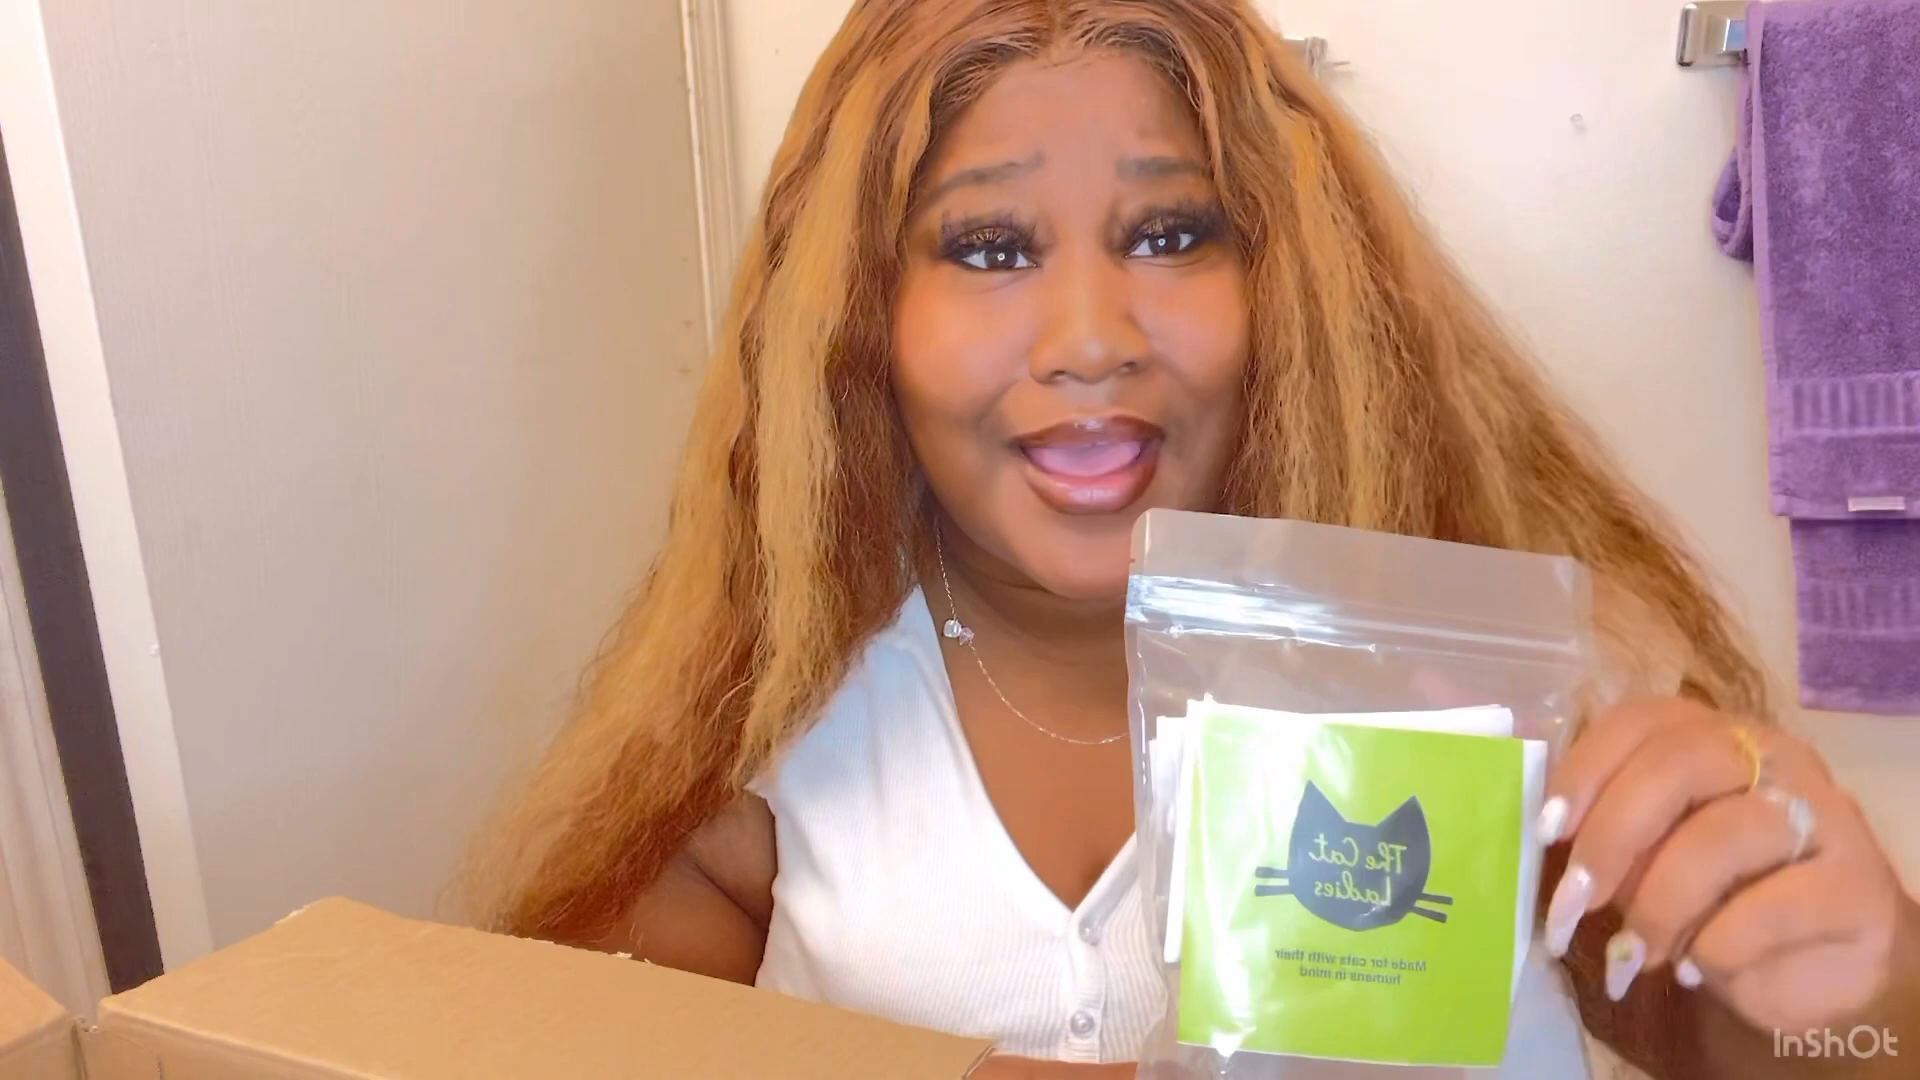 The Cat
Ladies
Made for cats with their
humans in mind
InShOt